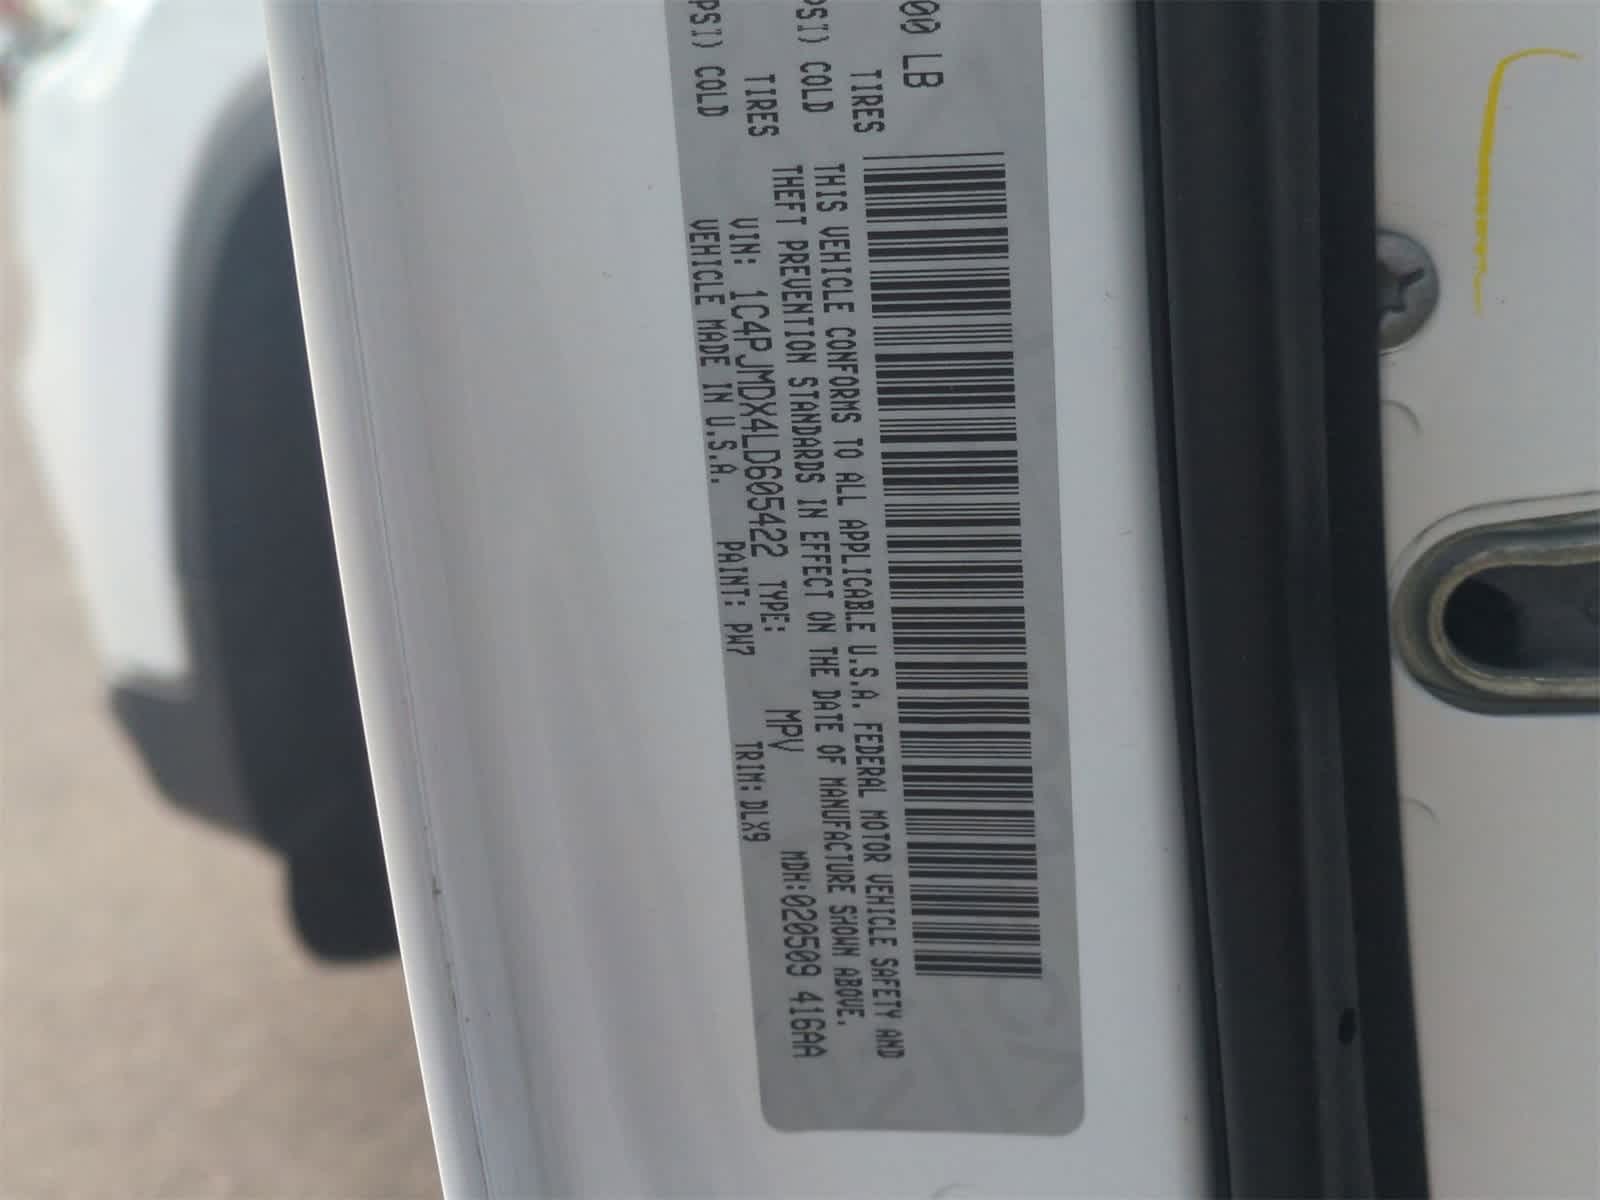 00 LB
TIRES
PSI) COLD
TIRES
PSI) COLD
THIS VEHICLE CONFORMS TO ALL APPLICABLE U.S.A. FEDERAL MOTOR VEHICLE SAFETY AND
THEFT PREVENTION STANDARDS IN EFFECT ON THE DATE OF MANUFACTURE SHOWN ABOVE.
VIN: 1C4PJMDX4LD605422 TYPE: MPV MDH:020509 416AA
VEHICLE MADE IN U.S.A. PAINT: PW7 TRIM: DLX9